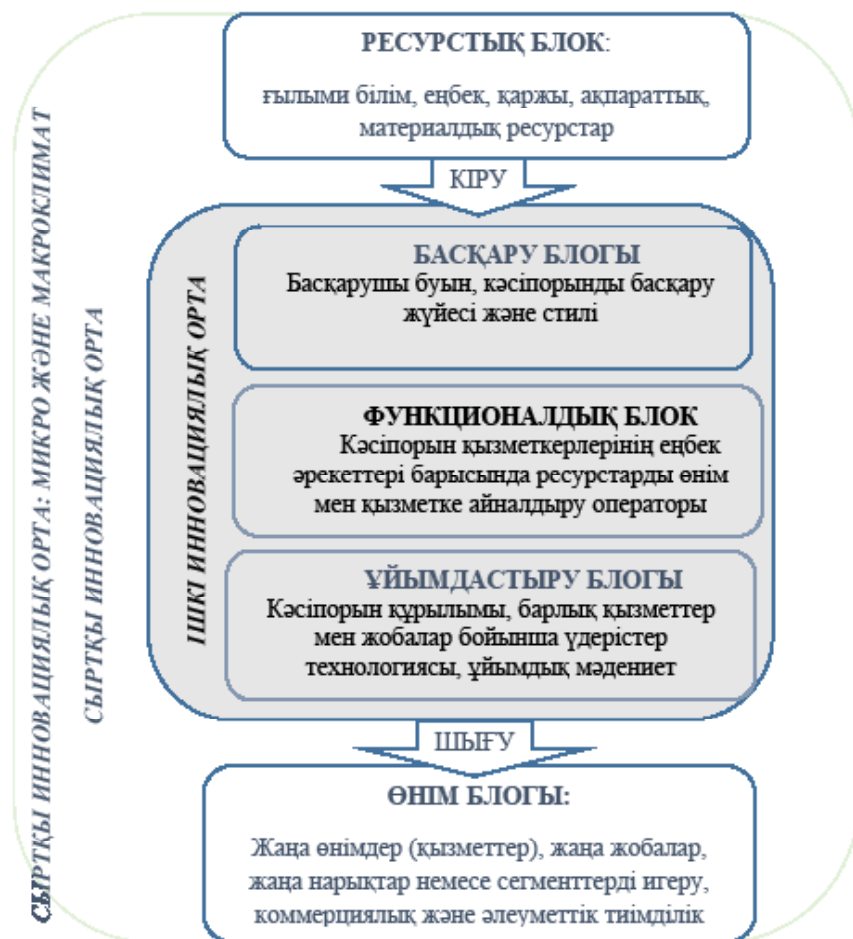 СЫРТҚЫ ИННОВАЦИЯЛЫҚ ОРТА: МИКРО ЖӘНЕ МАКРОКЛИМАТ
СЫРТҚЫ ИННОВАЦИЯЛЫҚ ОРТА
РЕСУРСТЫҚ БЛОК:
ғылыми білім, еңбек, қаржы, ақпараттық,
материалдық ресурстар
КІРУ
ІШКІ ИННОВАЦИЯЛЫҚ ОРТА
БАСҚАРУ БЛОГЫ
Басқарушы буын, кәсіпорынды басқару
жүйесі және стилі
ФУНКЦИОНАЛДЫҚ БЛОК
Кәсіпорын қызметкерлерінің еңбек
әрекеттері барысында ресурстарды өнім
мен қызметке айналдыру операторы
ҰЙЫМДАСТЫРУ БЛОГЫ
Кәсіпорын құрылымы, барлық қызметтер
мен жобалар бойынша үдерістер
технологиясы, ұйымдық мәдениет
ШЫҒУ
ӨНІМ БЛОГЫ:
Жаңа өнімдер (қызметтер), жаңа жобалар,
жаңа нарықтар немесе сегменттерді игеру,
коммерциялық және әлеуметтік тиімділік